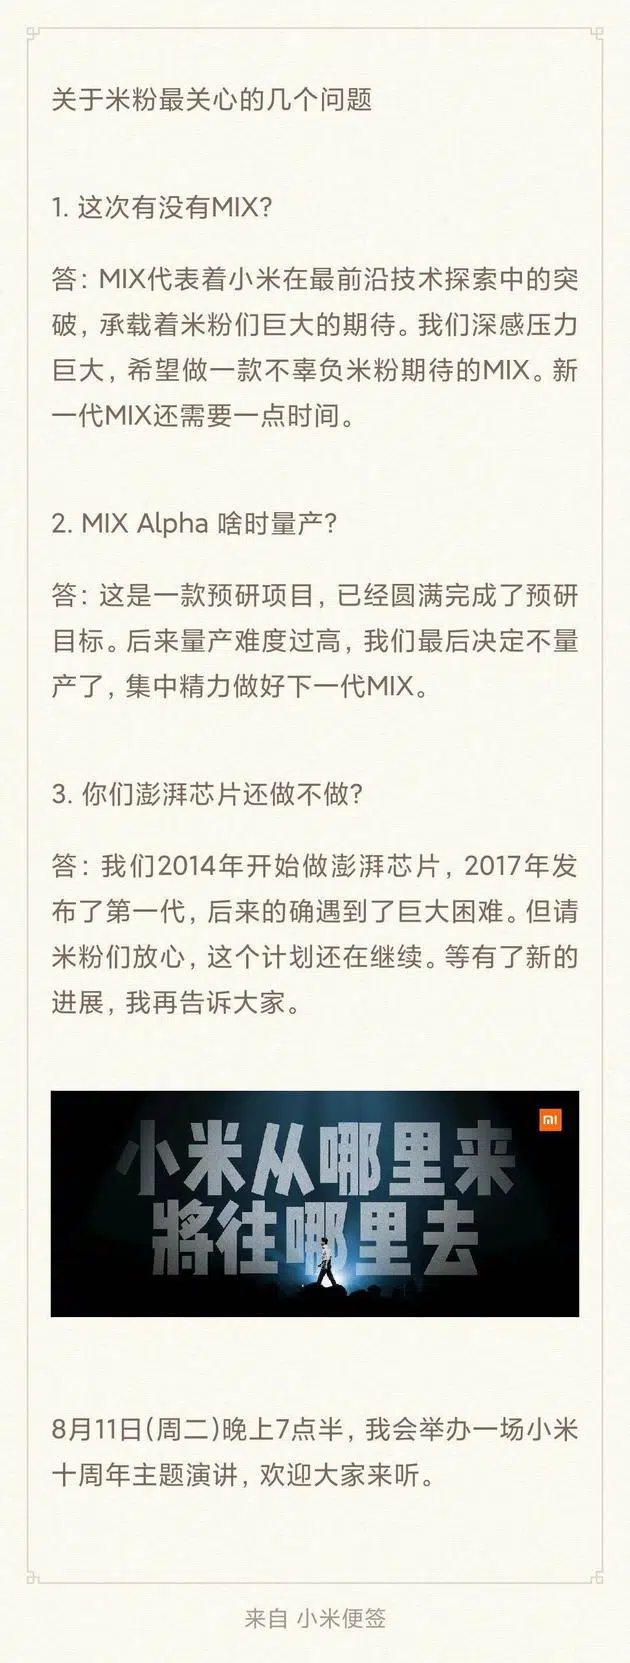 关于米粉最关心的几个问题
1. 这次有没有MIX?
答: MIX代表着小米在最前沿技术探索中的突
破, 承载着米粉们巨大的期待。我们深感压力
巨大, 希望做一款不辜负米粉期待的MIX。新
一代MIX还需要一点时间。
2. MIX Alpha 啥时量产?
答: 这是一款预研项目, 已经圆满完成了预研
目标。后来量产难度过高, 我们最后决定不量
产了, 集中精力做好下一代MIX。
3. 你们澎湃芯片还做不做?
答: 我们2014年开始做澎湃芯片, 2017年发
布了第一代, 后来的确遇到了巨大困难。但请
米粉们放心, 这个计划还在继续。等有了新的
进展, 我再告诉大家。
MI
小米从哪里来
将往哪里去
8月11日(周二)晚上7点半, 我会举办一场小米
十周年主题演讲, 欢迎大家来听。
来自 小米便签